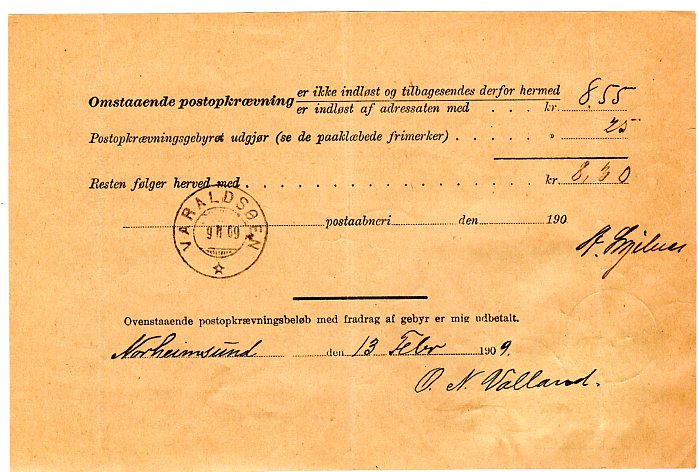 er ikke indløst og tilbagesendes derfor hermed
Omstaaende postopkrævning
er indløst af adressaten med . . . kr. 8.55
Postopkrævningsgebyret udgjør (se de paaklæbede frimerker) . . . . . » 25
Resten følger herved med . . . . . . . . . . . . . . . . . . . kr. 8,30
VARALDSØEN
9 II 09
postaabneri den 190
Ovenstaaende postopkrævningsbeløb med fradrag af gebyr er mig udbetalt.
Norheimsund den 13 Febr 1909.
O. N. Valland.